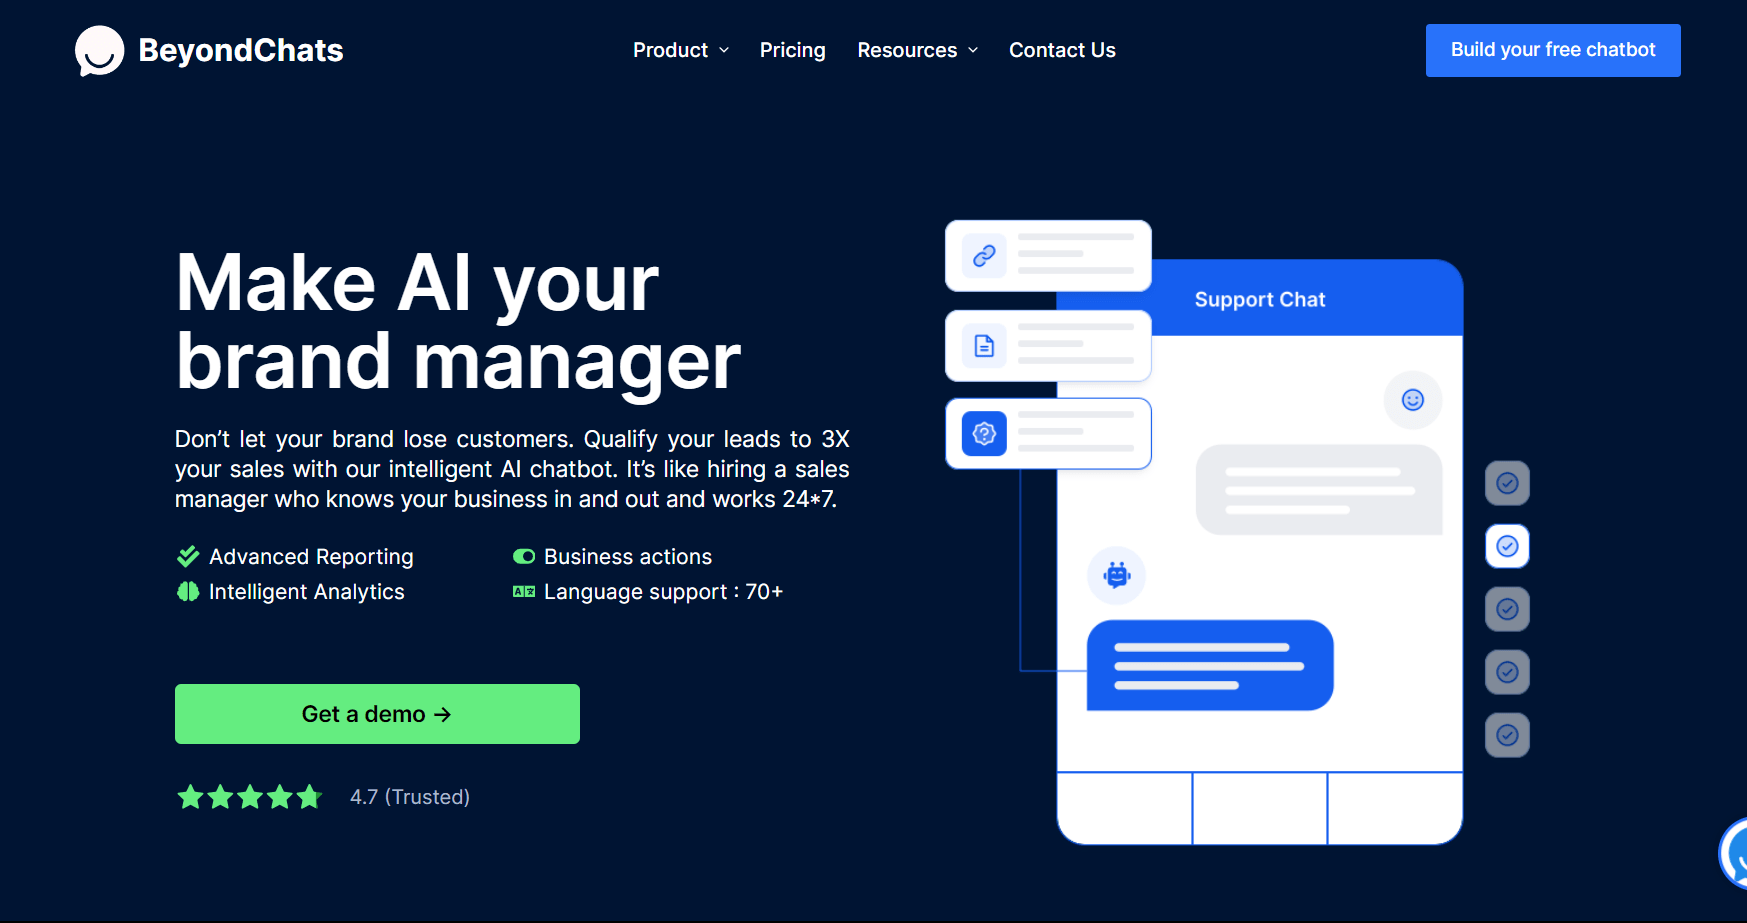 BeyondChats
Product
Pricing
Resources
Contact Us
Build your free chatbot
Make AI your
brand manager
Don’t let your brand lose customers. Qualify your leads to 3X
your sales with our intelligent AI chatbot. It’s like hiring a sales
manager who knows your business in and out and works 24*7.
Advanced Reporting
Business actions
Intelligent Analytics
Language support : 70+
Get a demo →
4.7 (Trusted)
Support Chat